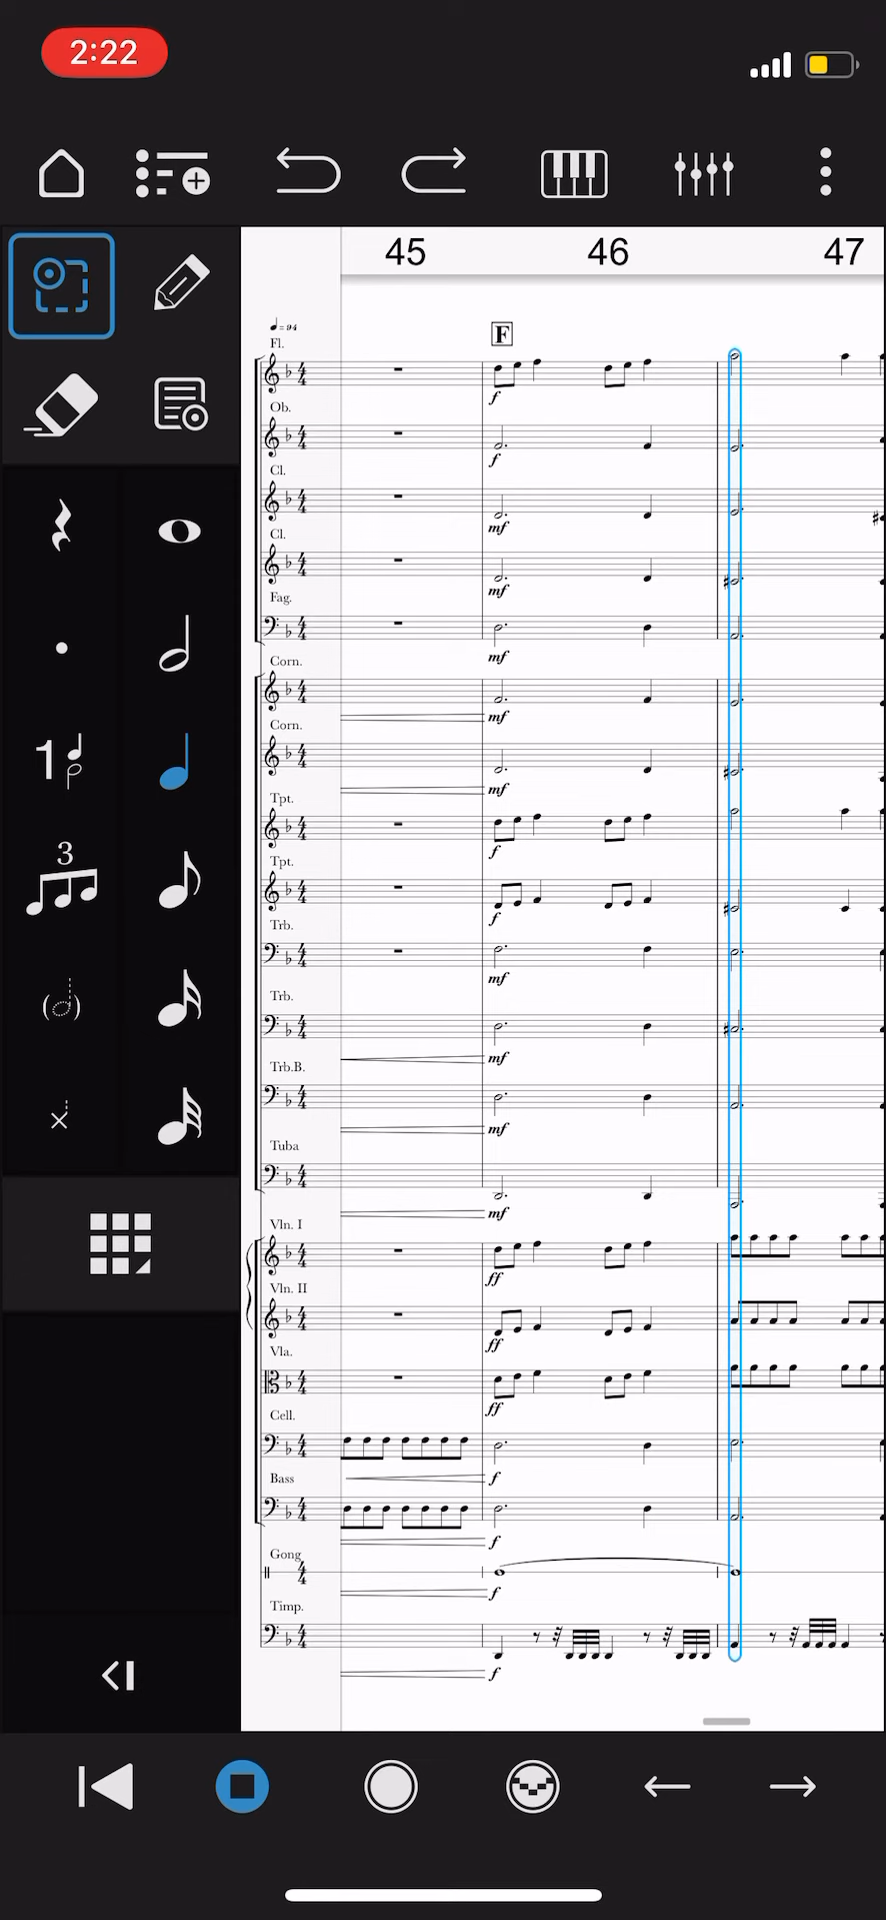 2:22
45 46 47
♩= 94
F
Fl.
f
Ob.
f
Cl.
mf
Cl.
mf
Fag.
mf
Corn.
mf
Corn.
mf
Tpt.
f
Tpt.
f
Trb.
mf
Trb.
mf
Trb.B.
mf
Tuba
mf
Vln. I
ff
Vln. II
ff
Vla.
ff
Cell.
f
Bass
f
Gong
f
Timp.
f
1
3